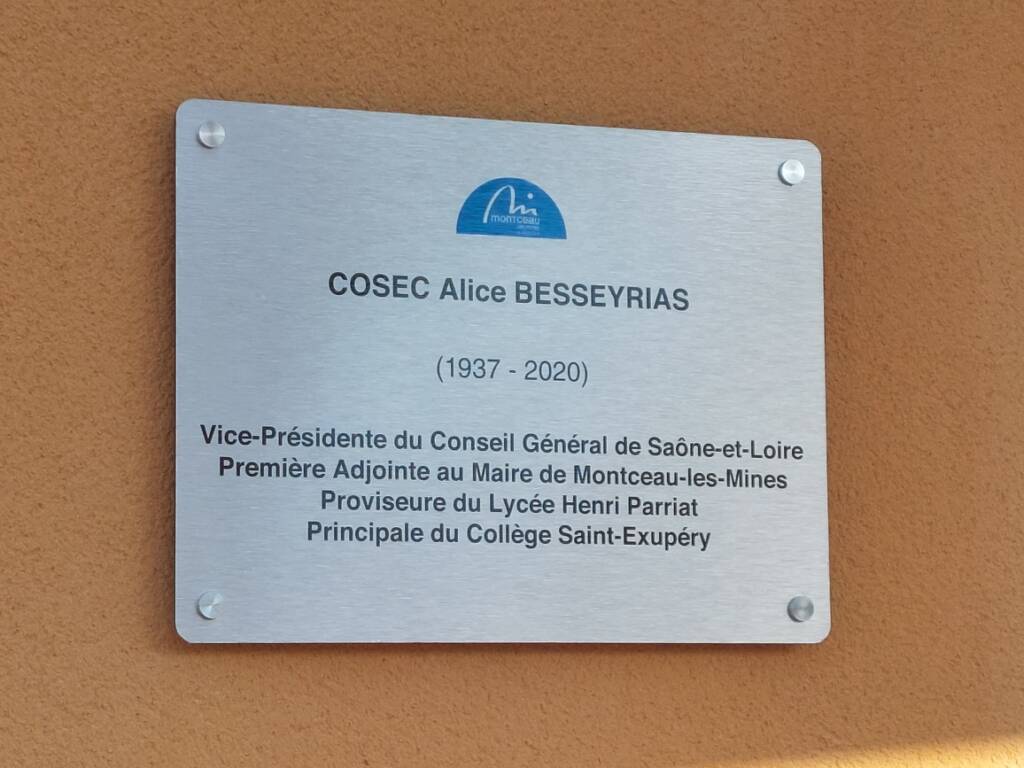 montceau
COSEC Alice BESSEYRIAS
(1937 - 2020)
Vice-Présidente du Conseil Général de Saône-et-Loire
Première Adjointe au Maire de Montceau-les-Mines
Proviseure du Lycée Henri Parriat
Principale du Collège Saint-Exupéry